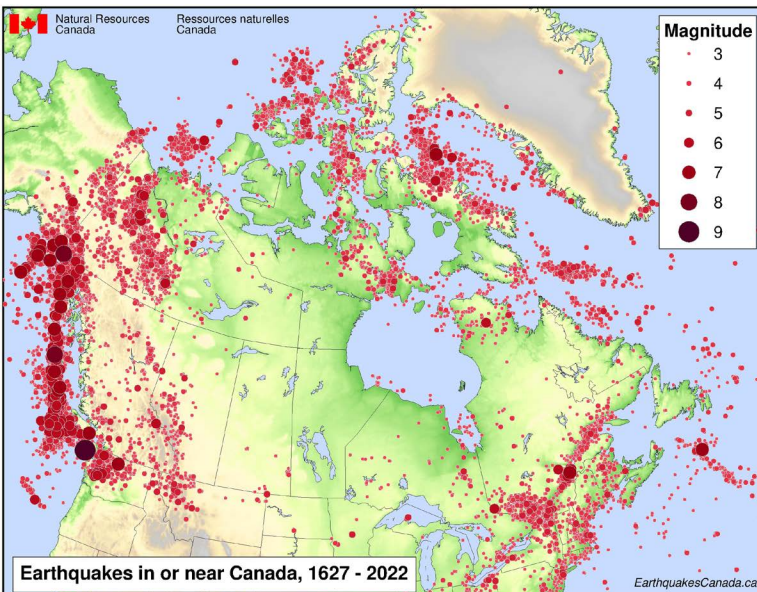 Natural Resources
Canada
Ressources naturelles
Canada
Magnitude
3
4
5
6
7
8
9
Earthquakes in or near Canada, 1627 - 2022
EarthquakesCanada.ca